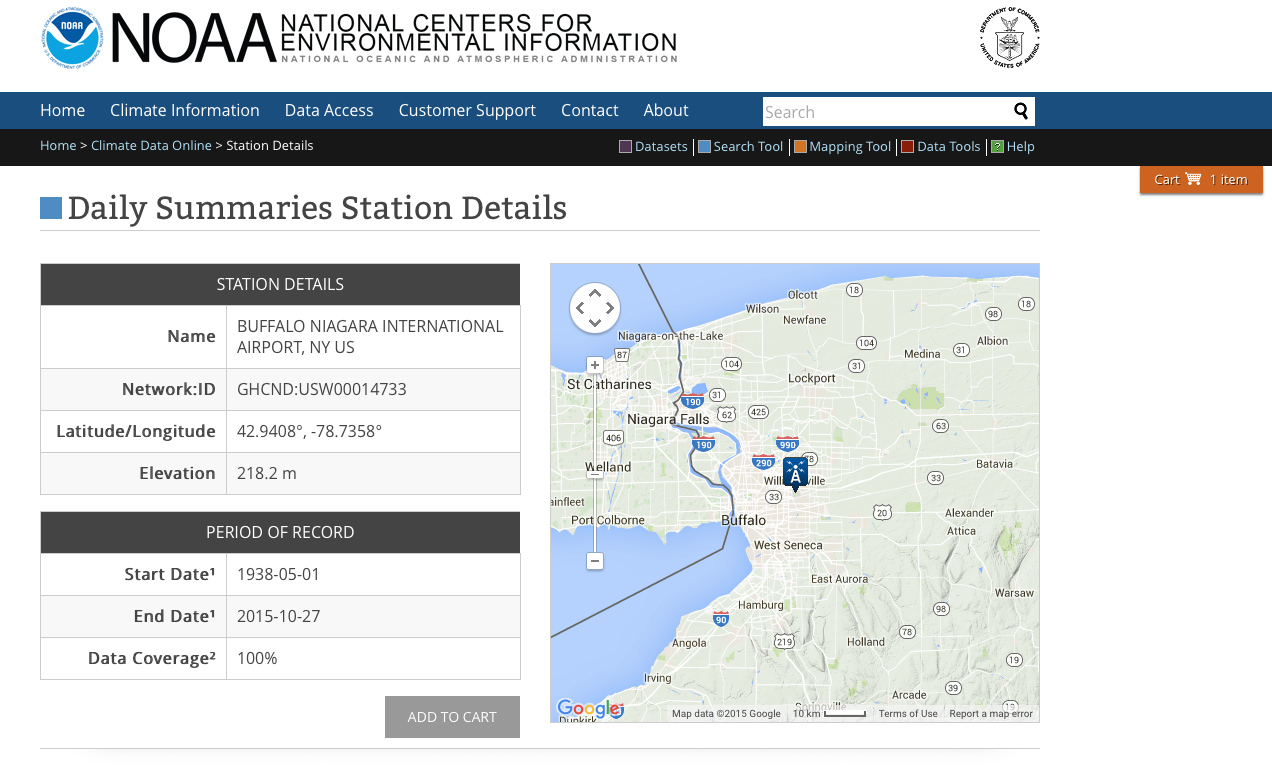 NOAA
NOAA NATIONAL CENTERS FOR
ENVIRONMENTAL INFORMATION
NATIONAL OCEANIC AND ATMOSPHERIC ADMINISTRATION
DEPARTMENT OF COMMERCE
UNITED STATES OF AMERICA
Home Climate Information Data Access Customer Support Contact About Search
Home > Climate Data Online > Station Details Datasets Search Tool Mapping Tool Data Tools ? Help
Cart 1 item
Daily Summaries Station Details
STATION DETAILS
Name BUFFALO NIAGARA INTERNATIONAL
AIRPORT, NY US
Network:ID GHCND:USW00014733
Latitude/Longitude 42.9408°, -78.7358°
Elevation 218.2 m
PERIOD OF RECORD
Start Date¹ 1938-05-01
End Date¹ 2015-10-27
Data Coverage² 100%
ADD TO CART
Olcott 18
Wilson 18
Newfane 98
Niagara-on-the-Lake
87 104 Albion
Medina 31
104 31
St Catharines Lockport
190 31
Niagara Falls 62 425
63
406 190 990
Welland 290 78 Batavia
33
33
ainfleet 20 Alexander
Port Colborne Buffalo Attica
West Seneca
East Aurora
Warsaw
Hamburg 98
90 78
Angola 219 Holland
19
Irving
39
Arcade
Springville
Google
Dunkirk
Map data ©2015 Google 10 km Terms of Use Report a map error